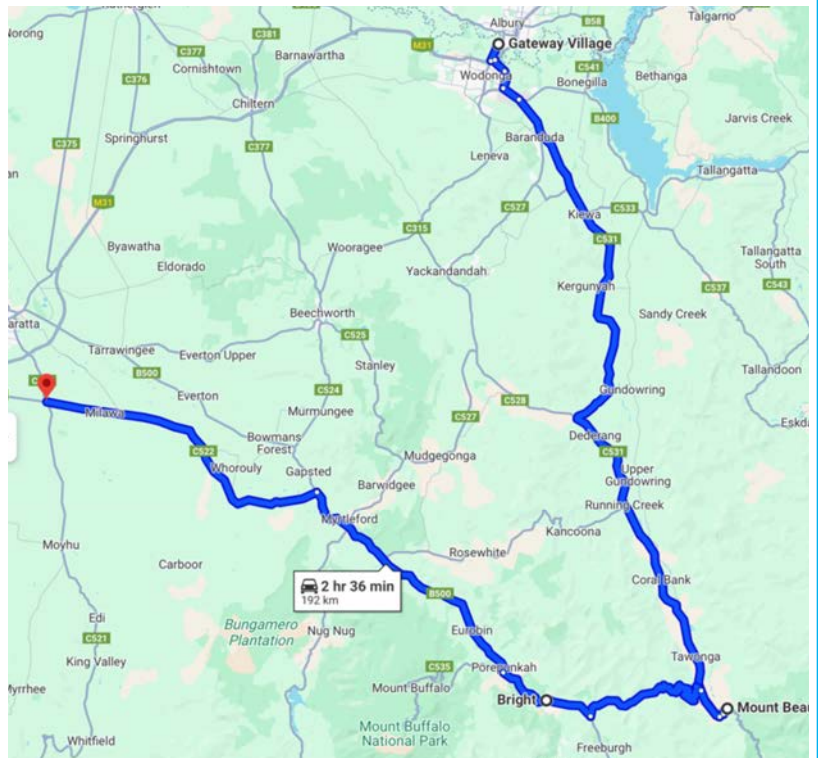 Rutherglen
Norong
C381
Albury
B58
Talgarno
Gateway Village
C377
Barnawartha
M31
Cornishtown
Wodonga
C541
Bonegilla
Bethanga
C376
Chiltern
B400
Jarvis Creek
Springhurst
Baranduda
C375
C377
Leneva
Tallangatta
M31
C527
Kiewa
C533
C315
C531
Byawatha
Wooragee
Tallangatta
South
Eldorado
Yackandandah
Kergunyah
C537
C543
Beechworth
Sandy Creek
aratta
C525
Tarrawingee
Everton Upper
Stanley
Tallandoon
B500
C524
Gundowring
Everton
C528
Milawa
Murmungee
C527
Eskda
Bowmans
Forest
Dederang
C522
Mudgegonga
C531
Whorouly
Gapsted
Upper
Gundowring
Barwidgee
Running Creek
Myrtleford
Kancoona
Moyhu
Rosewhite
Carboor
Coral Bank
2 hr 36 min
192 km
B500
Edi
Bungamero
Plantation
Nug Nug
Eurobin
C521
King Valley
C535
Porepunkah
Tawonga
Myrrhee
Mount Buffalo
Bright
Mount Beau
Mount Buffalo
National Park
Freeburgh
Whitfield